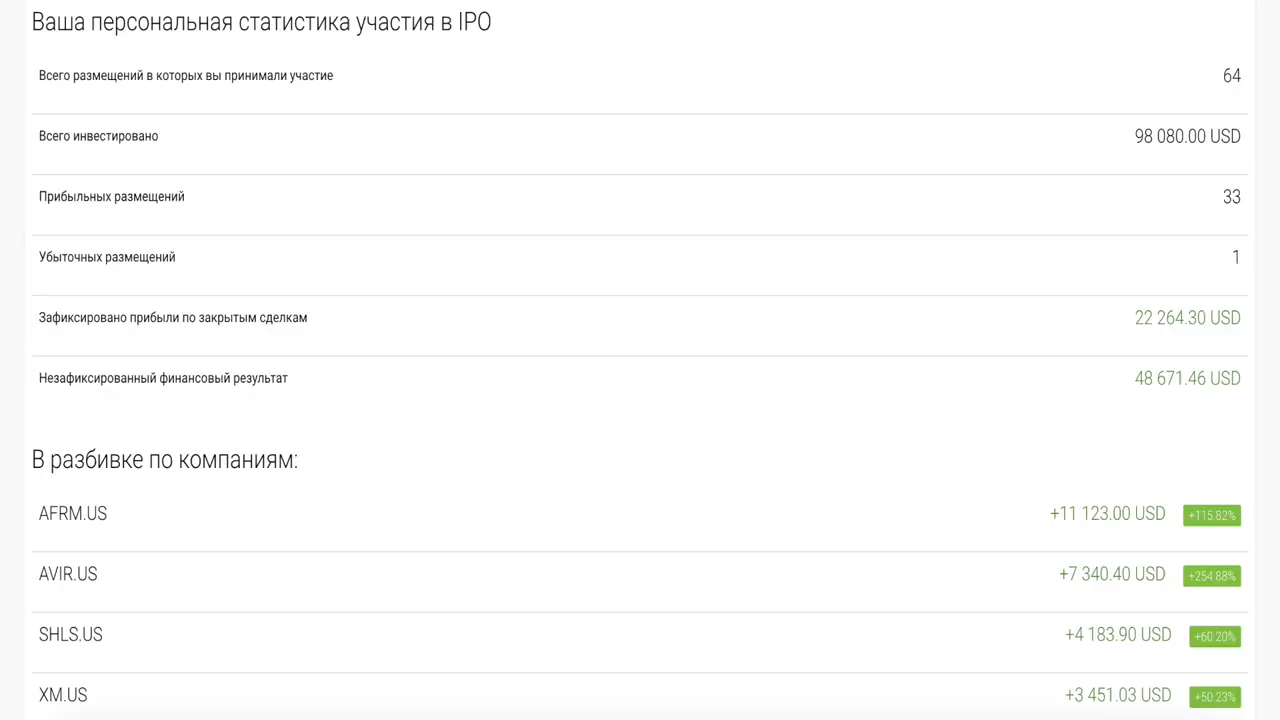 Ваша персональная статистика участия в IPO
Всего размещений в которых вы принимали участие 64
Всего инвестировано 98 080.00 USD
Прибыльных размещений 33
Убыточных размещений 1
Зафиксировано прибыли по закрытым сделкам 22 264.30 USD
Незафиксированный финансовый результат 48 671.46 USD
В разбивке по компаниям:
AFRM.US +11 123.00 USD +115.82%
AVIR.US +7 340.40 USD +254.88%
SHLS.US +4 183.90 USD +60.20%
XM.US +3 451.03 USD +50.23%